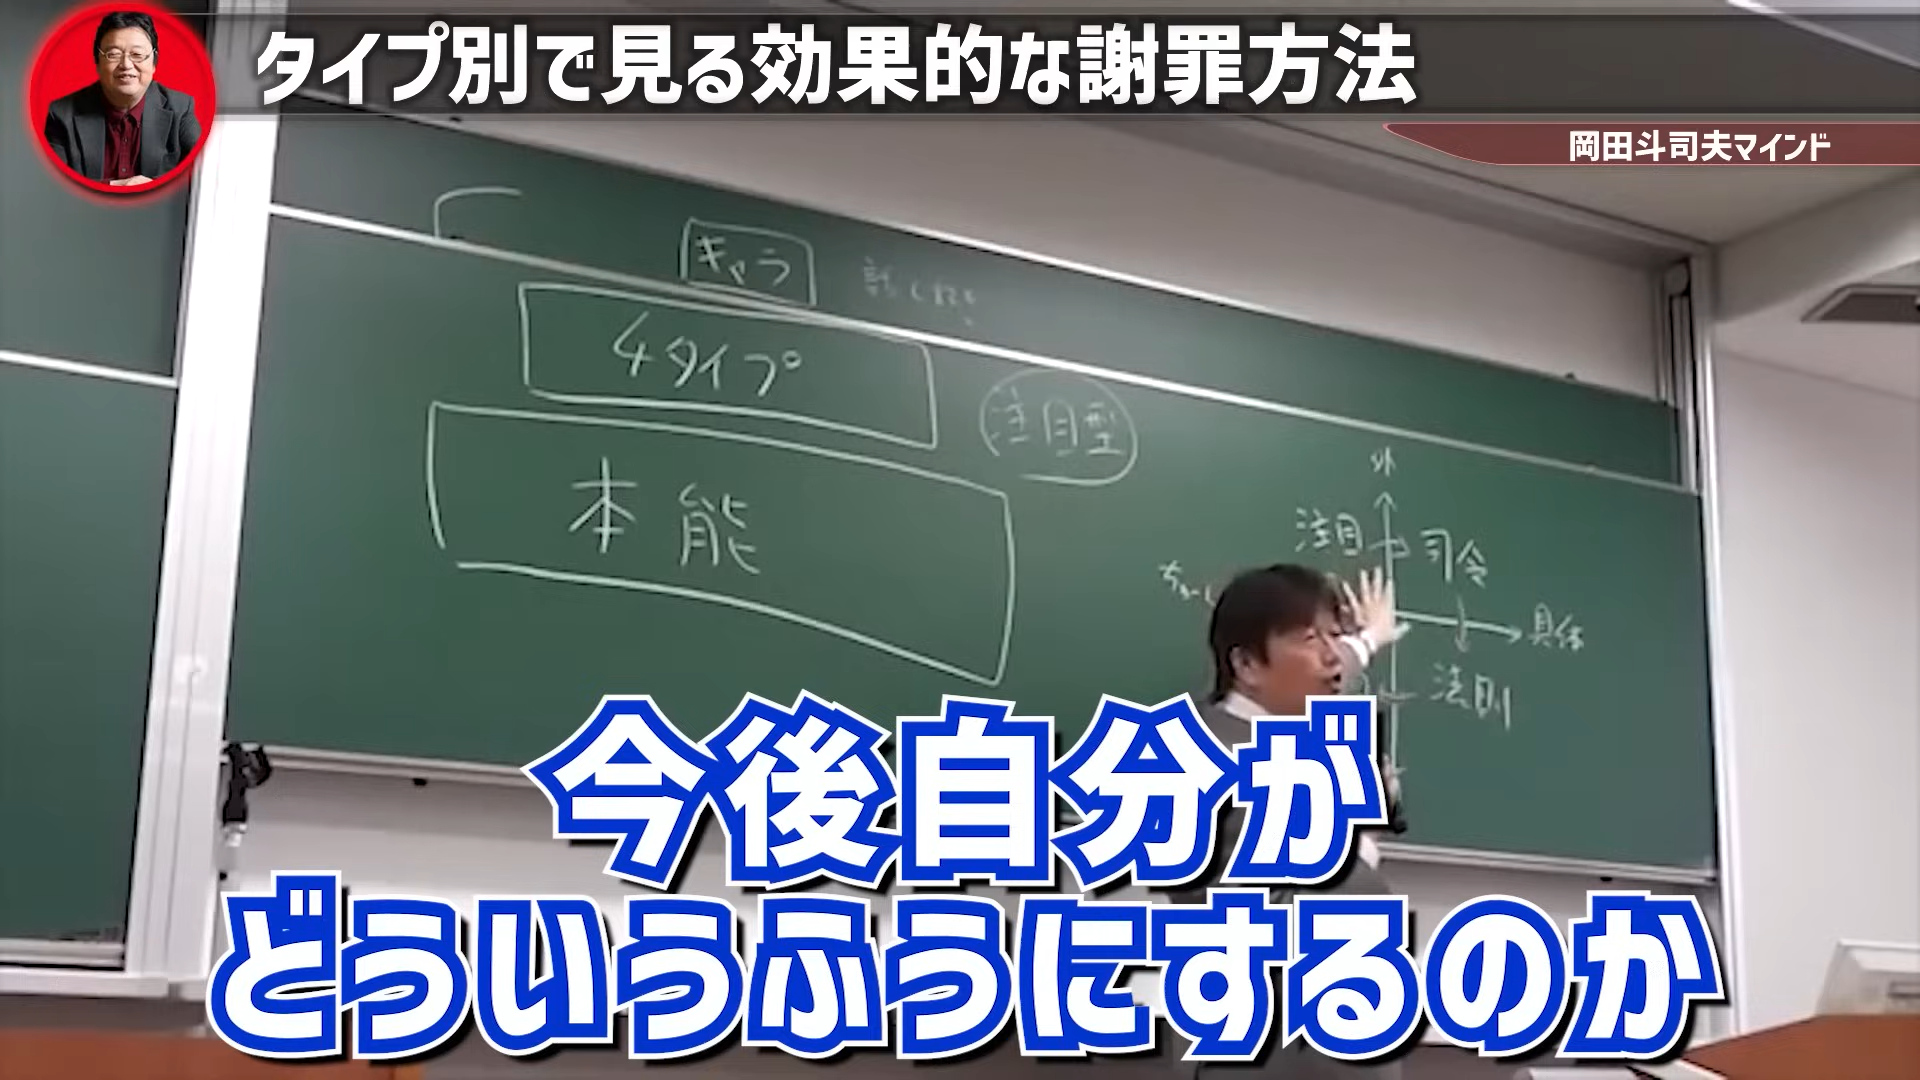 タイプ別で見る効果的な謝罪方法
岡田斗司夫マインド
キャラ
4タイプ
注目型
本能
外
注目
司令
具体
法則
今後自分が
どういうふうにするのか